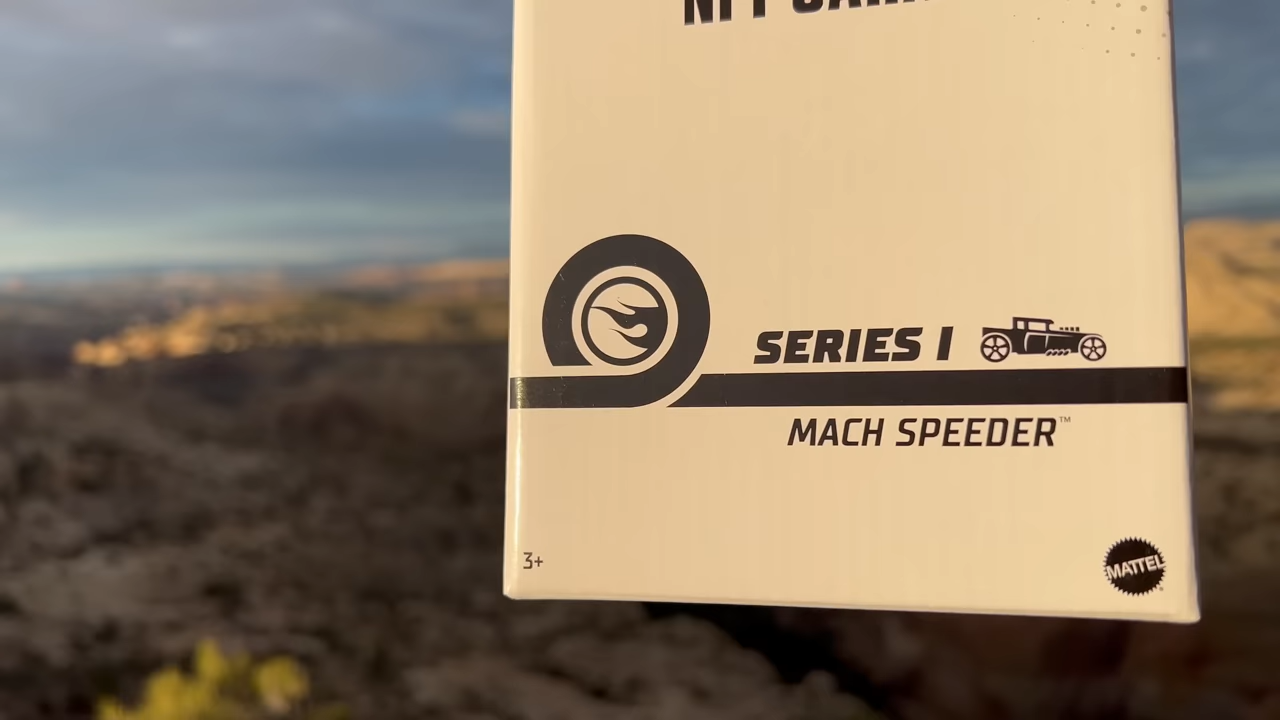 SERIES I
MACH SPEEDER™
3+
MATTEL